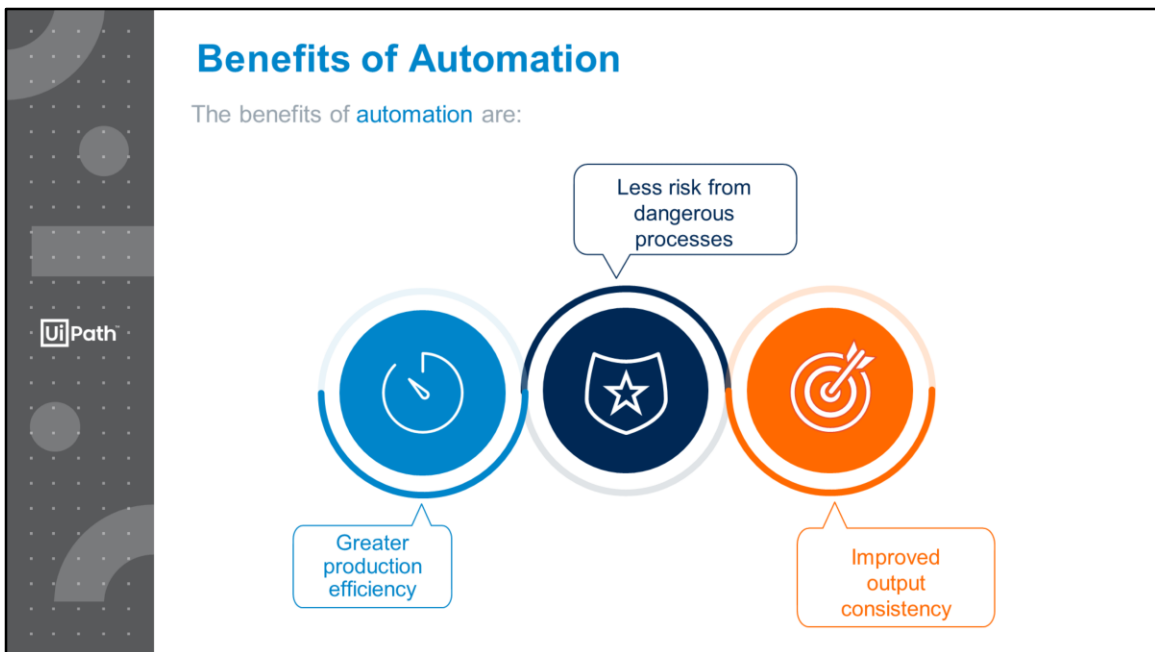 Benefits of Automation
The benefits of automation are:
Less risk from
dangerous
processes
UiPath
Greater
production
efficiency
Improved
output
consistency